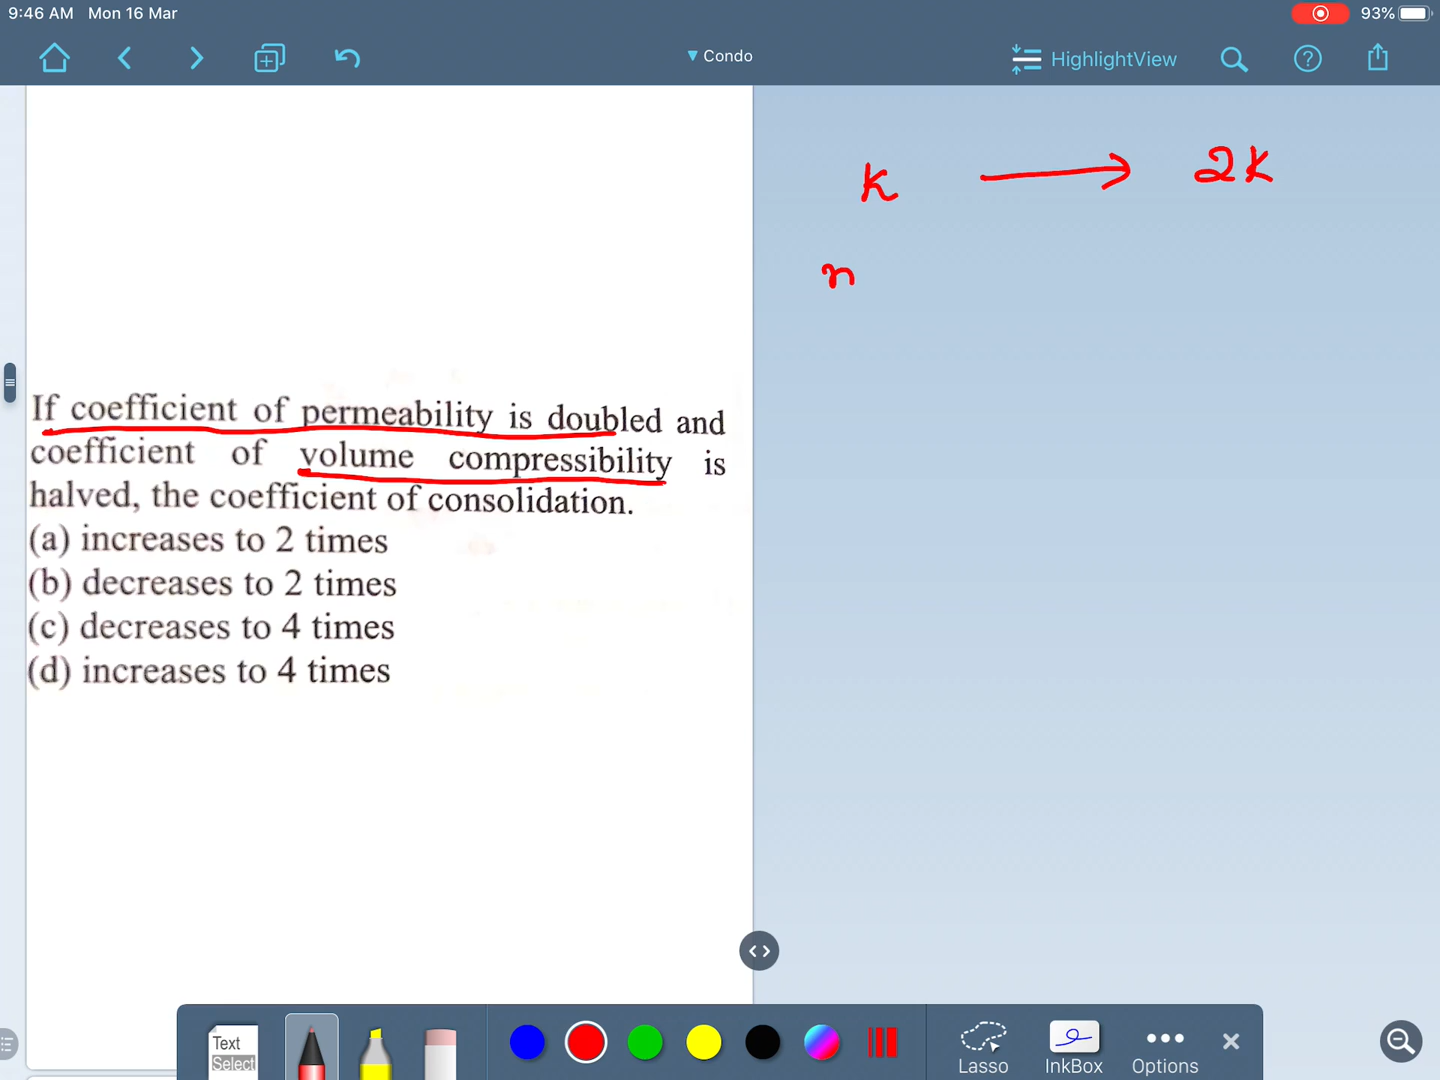 9:46 AM Mon 16 Mar
93%
▼ Condo
HighlightView
k → 2k
If coefficient of permeability is doubled and
coefficient of volume compressibility is
halved, the coefficient of consolidation.
(a) increases to 2 times
(b) decreases to 2 times
(c) decreases to 4 times
(d) increases to 4 times
Text
Select
Lasso
InkBox
Options